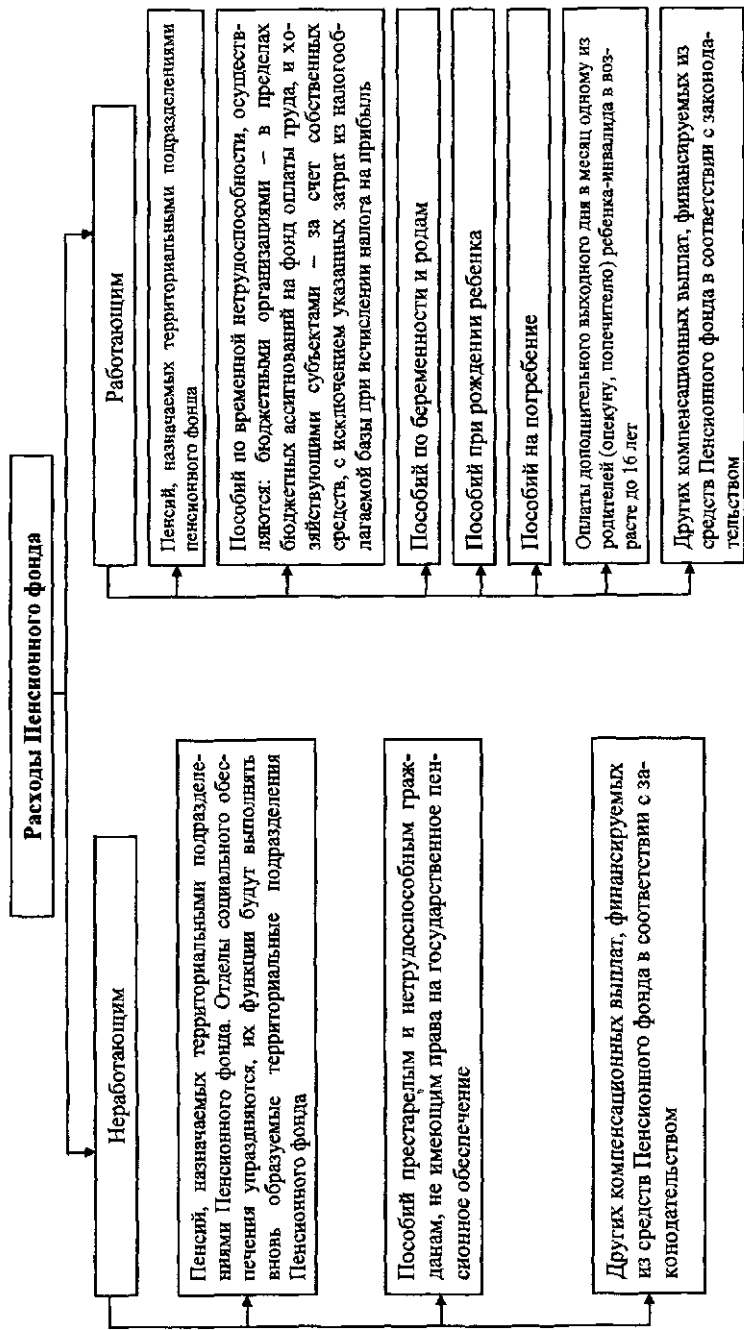 Расходы Пенсионного фонда
Неработающим
Пенсий, назначаемых территориальными подразделе-
ниями Пенсионного фонда. Отделы социального обес-
печения упраздняются, их функции будут выполнять
вновь образуемые территориальные подразделения
Пенсионного фонда
Пособий престарелым и нетрудоспособным граж-
данам, не имеющим права на государственное пен-
сионное обеспечение
Других компенсационных выплат, финансируемых
из средств Пенсионного фонда в соответствии с за-
конодательством
Работающим
Пенсий, назначаемых территориальными подразделениями
пенсионного фонда
Пособий по временной нетрудоспособности, осуществ-
ляются: бюджетными организациями – в пределах
бюджетных ассигнований на фонд оплаты труда, и хо-
зяйствующими субъектами – за счет собственных
средств, с исключением указанных затрат из налогооб-
лагаемой базы при исчислении налога на прибыль
Пособий по беременности и родам
Пособий при рождении ребенка
Пособий на погребение
Оплаты дополнительного выходного дня в месяц одному из
родителей (опекуну, попечителю) ребенка-инвалида в воз-
расте до 16 лет
Других компенсационных выплат, финансируемых из
средств Пенсионного фонда в соответствии с законода-
тельством